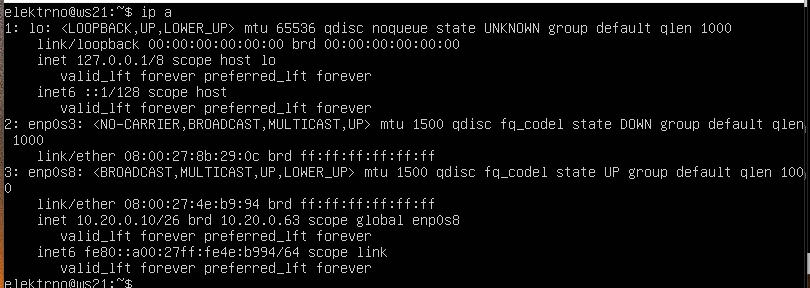 elektrno@ws21:~$ ip a
1: lo: <LOOPBACK,UP,LOWER_UP> mtu 65536 qdisc noqueue state UNKNOWN group default qlen 1000
    link/loopback 00:00:00:00:00:00 brd 00:00:00:00:00:00
    inet 127.0.0.1/8 scope host lo
       valid_lft forever preferred_lft forever
    inet6 ::1/128 scope host
       valid_lft forever preferred_lft forever
2: enp0s3: <NO-CARRIER,BROADCAST,MULTICAST,UP> mtu 1500 qdisc fq_codel state DOWN group default qlen
 1000
    link/ether 08:00:27:8b:29:0c brd ff:ff:ff:ff:ff:ff
3: enp0s8: <BROADCAST,MULTICAST,UP,LOWER_UP> mtu 1500 qdisc fq_codel state UP group default qlen 100
0
    link/ether 08:00:27:4e:b9:94 brd ff:ff:ff:ff:ff:ff
    inet 10.20.0.10/26 brd 10.20.0.63 scope global enp0s8
       valid_lft forever preferred_lft forever
    inet6 fe80::a00:27ff:fe4e:b994/64 scope link
       valid_lft forever preferred_lft forever
elektrno@ws21:~$